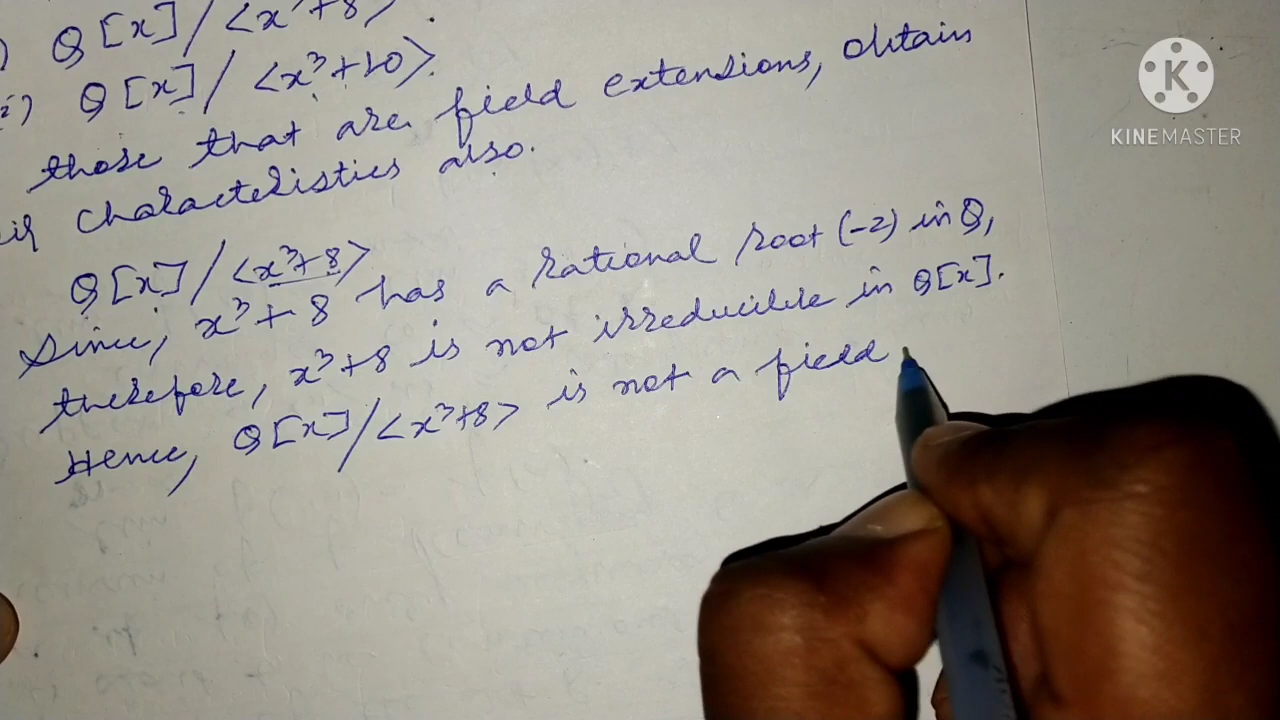 ) Q[x]/<x³+8>.
ii) Q[x]/<x³+10>.
those that are field extensions, obtain
characteristics also.
Q[x]/<x³+8>
Since, x³+8 has a rational root (-2) in Q,
therefore, x³+8 is not irreducible in Q[x].
Hence, Q[x]/<x³+8> is not a field
K
KINEMASTER